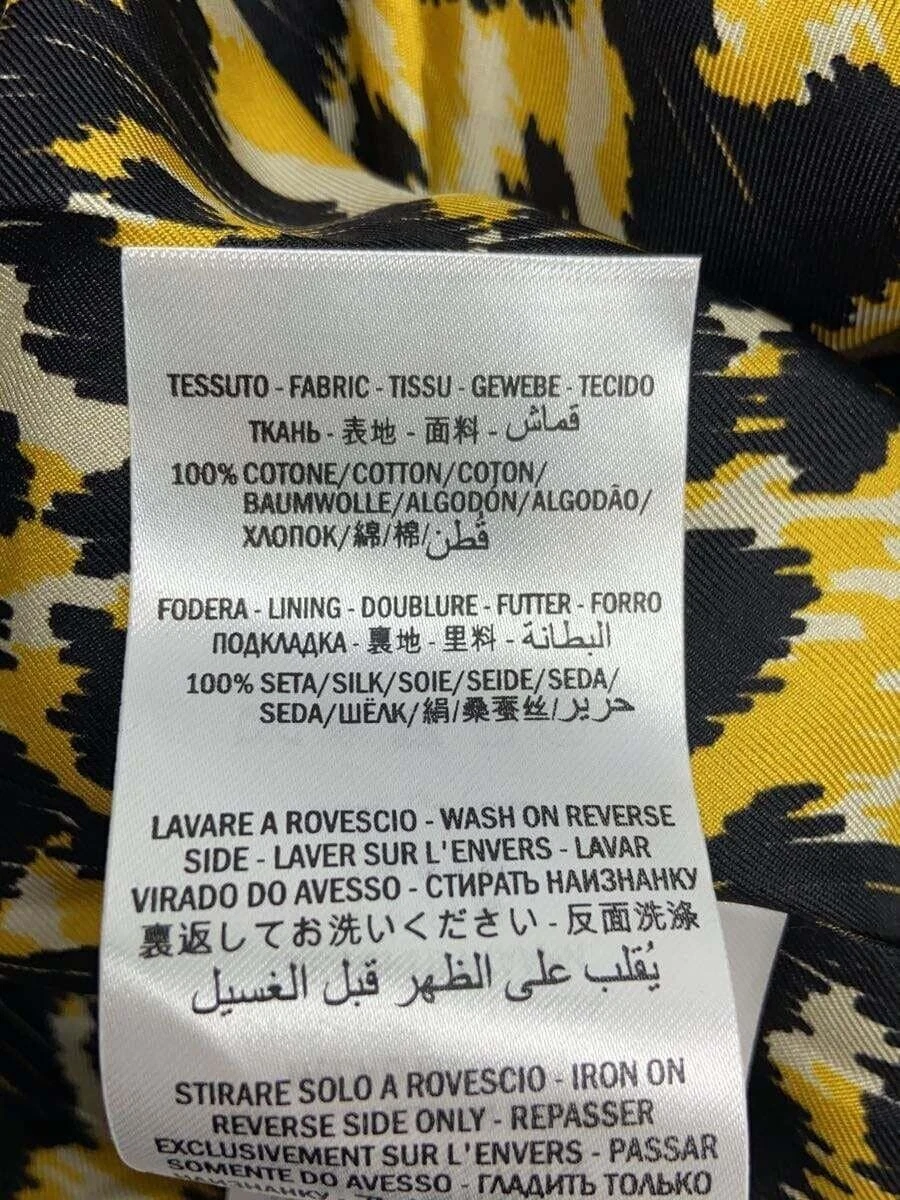 TESSUTO - FABRIC - TISSU - GEWEBE - TECIDO
ТКАНЬ - 表地 - 面料 - قماش
100% COTONE/COTTON/COTON/
BAUMWOLLE/ALGODÓN/ALGODÃO/
ХЛОПОК/綿/棉/قُطن
FODERA - LINING - DOUBLURE - FUTTER - FORRO
ПОДКЛАДКА - 裏地 - 里料 - البطانة
100% SETA/SILK/SOIE/SEIDE/SEDA/
SEDA/ШЁЛК/絹/桑蚕丝/حرير
LAVARE A ROVESCIO - WASH ON REVERSE
SIDE - LAVER SUR L'ENVERS - LAVAR
VIRADO DO AVESSO - СТИРАТЬ НАИЗНАНКУ
裏返してお洗いください - 反面洗涤
يُقلب على الظهر قبل الغسيل
STIRARE SOLO A ROVESCIO - IRON ON
REVERSE SIDE ONLY - REPASSER
EXCLUSIVEMENT SUR L'ENVERS - PASSAR
SOMENTE DO AVESSO - ГЛАДИТЬ ТОЛЬКО
НАИЗНАНКУ